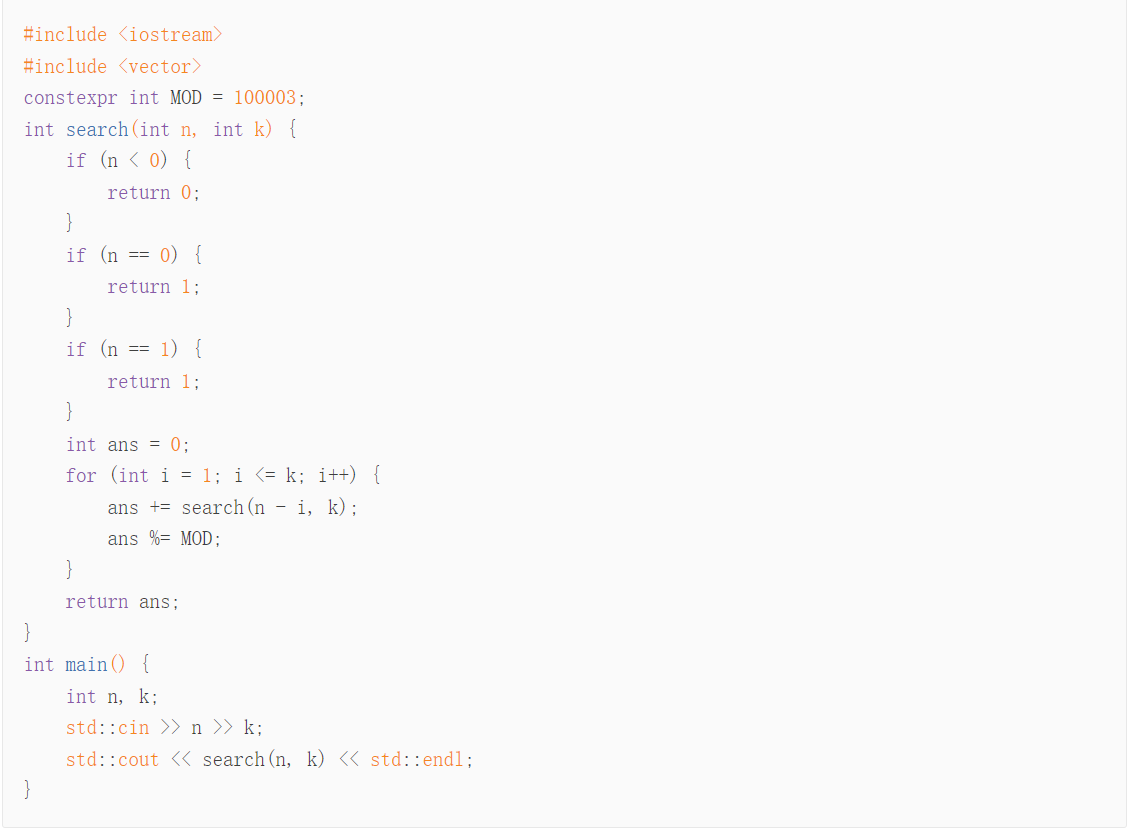 #include <iostream>
#include <vector>
constexpr int MOD = 100003;
int search(int n, int k) {
    if (n < 0) {
        return 0;
    }
    if (n == 0) {
        return 1;
    }
    if (n == 1) {
        return 1;
    }
    int ans = 0;
    for (int i = 1; i <= k; i++) {
        ans += search(n - i, k);
        ans %= MOD;
    }
    return ans;
}
int main() {
    int n, k;
    std::cin >> n >> k;
    std::cout << search(n, k) << std::endl;
}